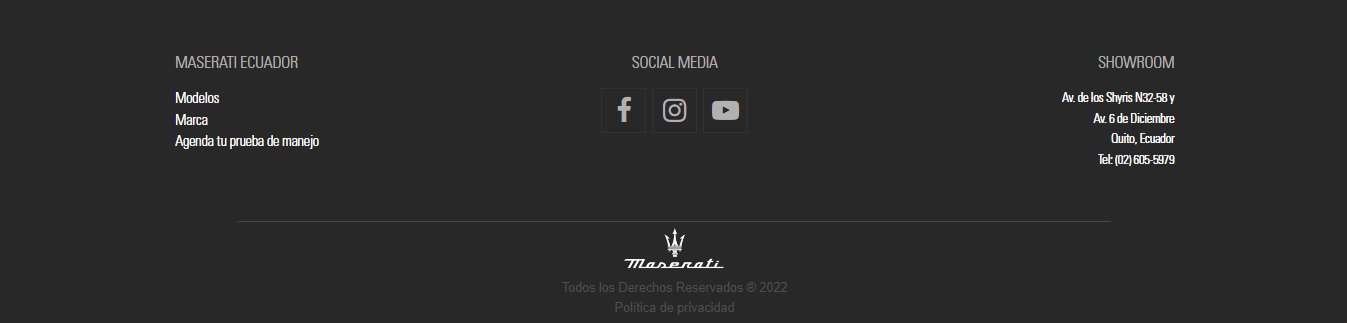 MASERATI ECUADOR
Modelos
Marca
Agenda tu prueba de manejo
SOCIAL MEDIA
SHOWROOM
Av. de los Shyris N32-58 y
Av. 6 de Diciembre
Quito, Ecuador
Tel: (02) 605-5979
Maserati
Todos los Derechos Reservados ® 2022
Política de privacidad